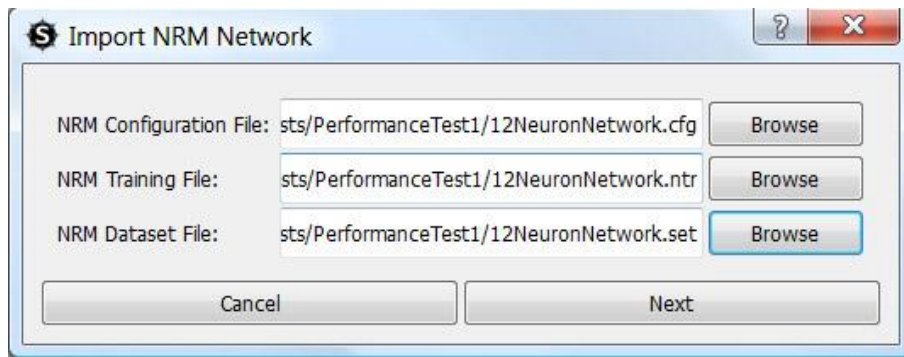 Import NRM Network
NRM Configuration File: sts/PerformanceTest1/12NeuronNetwork.cfg Browse
NRM Training File: sts/PerformanceTest1/12NeuronNetwork.ntr Browse
NRM Dataset File: sts/PerformanceTest1/12NeuronNetwork.set Browse
Cancel Next